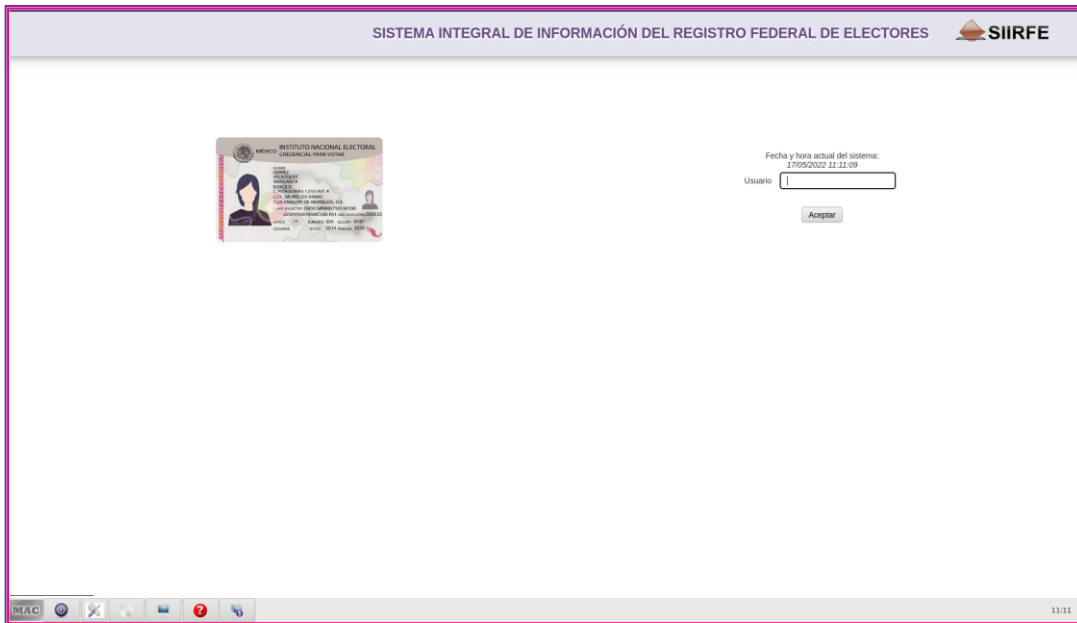 SISTEMA INTEGRAL DE INFORMACIÓN DEL REGISTRO FEDERAL DE ELECTORES
SIIRFE
MÉXICO
INSTITUTO NACIONAL ELECTORAL
CREDENCIAL PARA VOTAR
Fecha y hora actual del sistema:
17/05/2022 11:11:09
Usuario
Aceptar
MAC
11:11